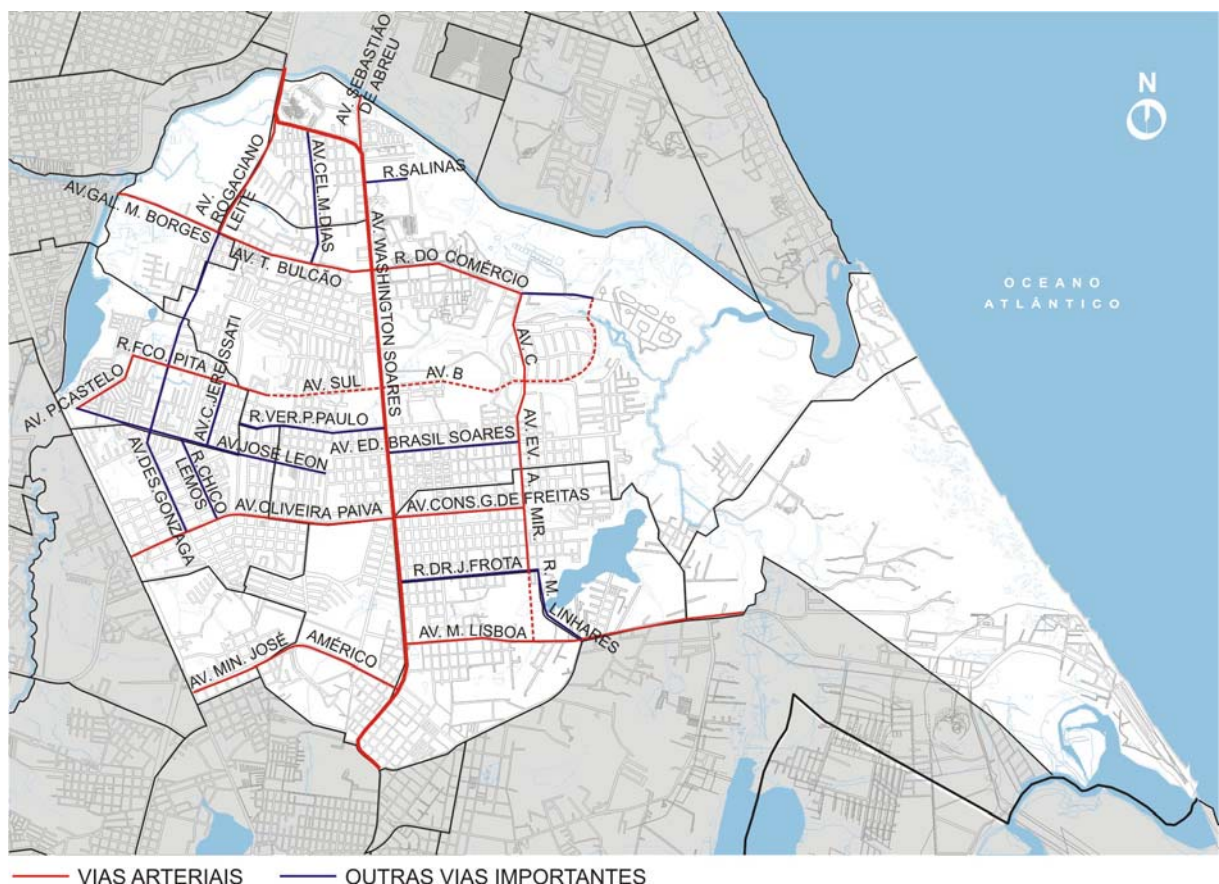 N
AV. SEBASTIÃO
DE ABREU
AV.
ROGACIANO
LEITE
AV.CEL.M.DIAS
R.SALINAS
AV.GAL. M. BORGES
AV. T. BULCÃO
AV. WASHINGTON SOARES
R. DO COMÉRCIO
OCEANO
ATLÂNTICO
R.FCO. PITA
AV.C.JEREISSATI
AV. SUL
AV. B
AV. C
AV. P.CASTELO
R.VER.P.PAULO
AV. ED. BRASIL SOARES
AV. EV. A. MIR.
AV.JOSÉ LEON
R.CHICO
LEMOS
AV.DES.GONZAGA
AV.OLIVEIRA PAIVA
AV.CONS.G.DE FREITAS
R.DR.J.FROTA
R. M.
LINHARES
AV. M. LISBOA
AV. MIN. JOSÉ
AMÉRICO
VIAS ARTERIAIS
OUTRAS VIAS IMPORTANTES